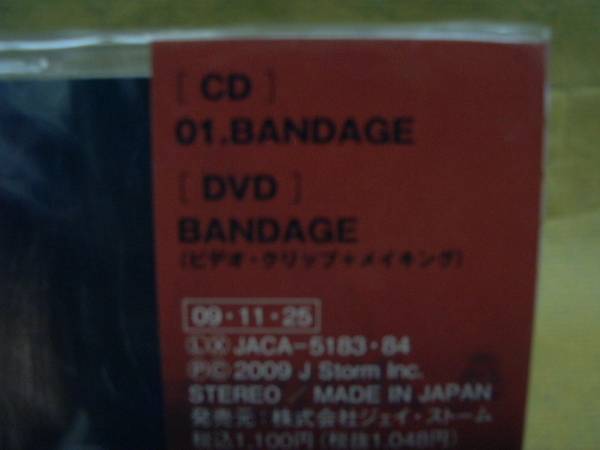 [ CD ]
01.BANDAGE
[ DVD ]
BANDAGE
(ビデオ・クリップ+メイキング)
09・11・25
Ⓛ Ⓧ JACA-5183・84
Ⓟ© 2009 J Storm Inc.
STEREO / MADE IN JAPAN
発売元:株式会社ジェイ・ストーム
税込1,100円(税抜1,048円)